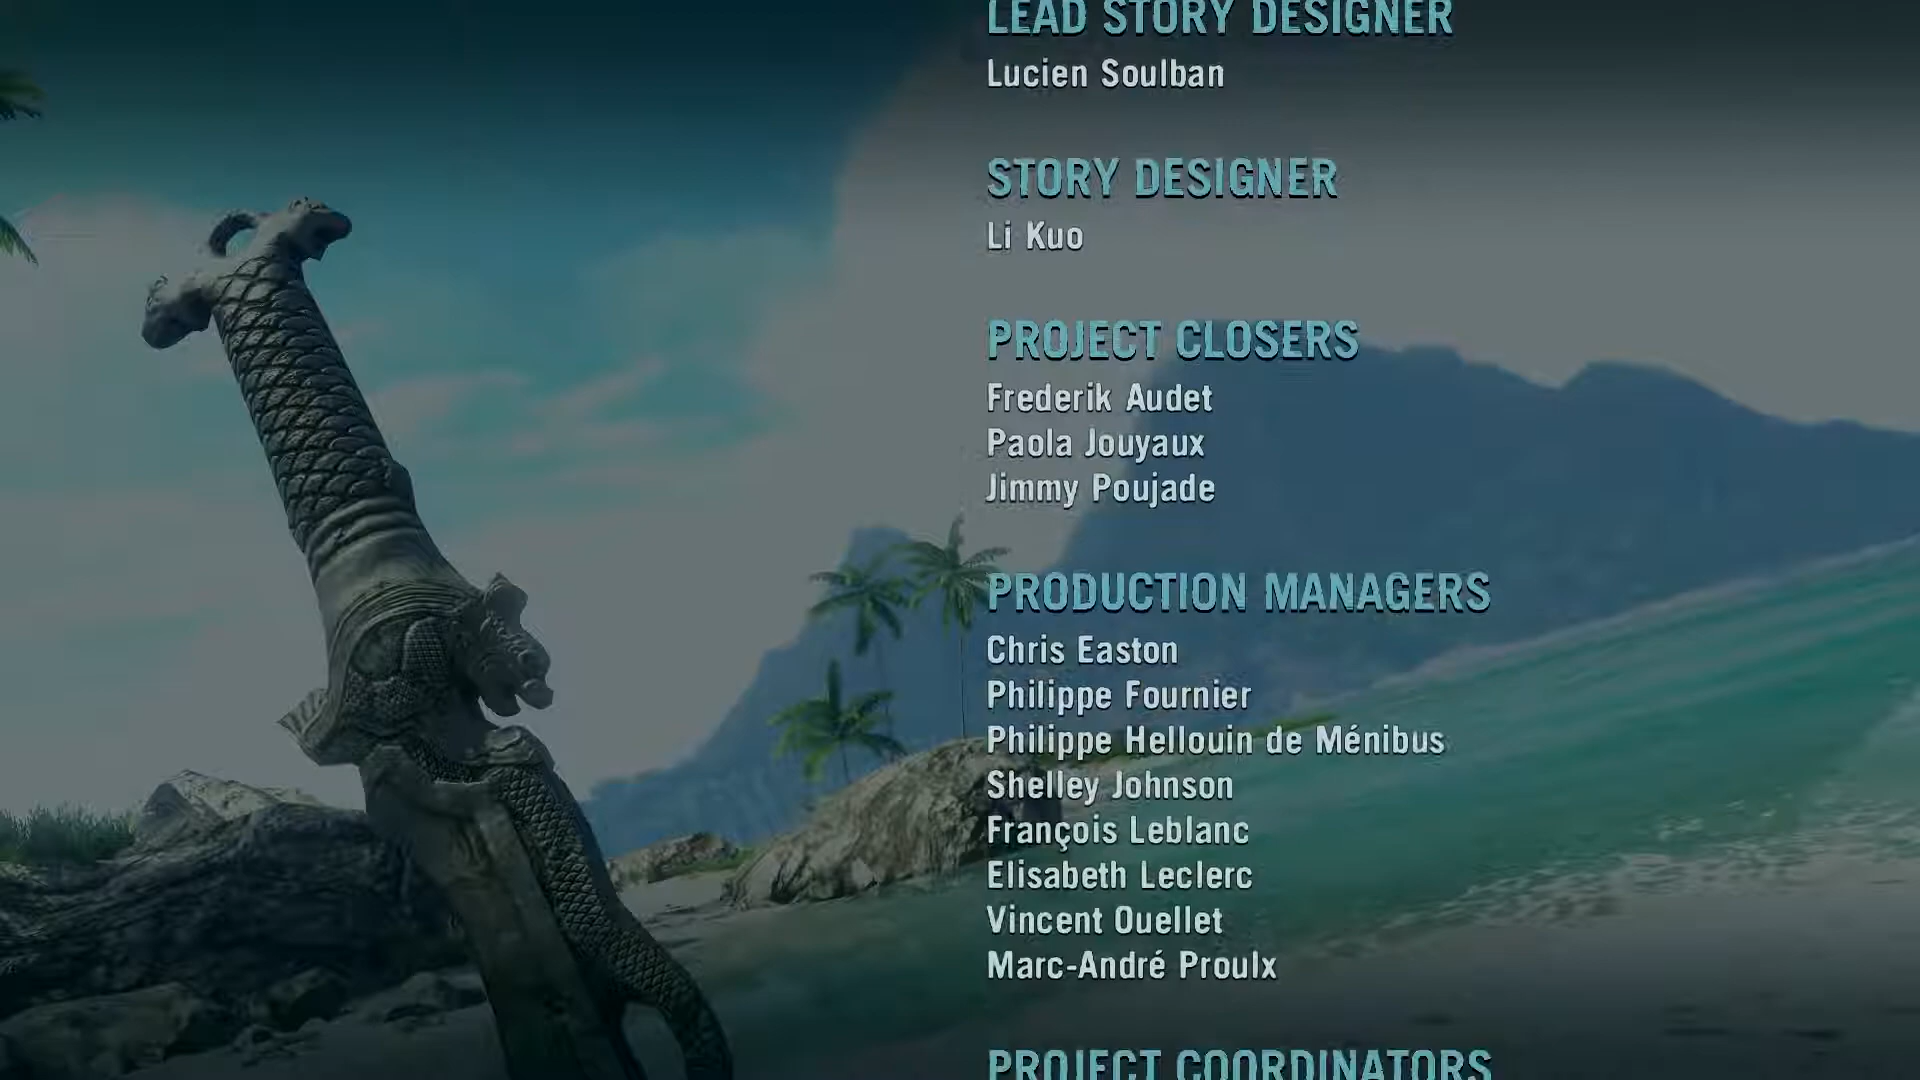 LEAD STORY DESIGNER
Lucien Soulban
STORY DESIGNER
Li Kuo
PROJECT CLOSERS
Frederik Audet
Paola Jouyaux
Jimmy Poujade
PRODUCTION MANAGERS
Chris Easton
Philippe Fournier
Philippe Hellouin de Ménibus
Shelley Johnson
François Leblanc
Elisabeth Leclerc
Vincent Ouellet
Marc-André Proulx
PROJECT COORDINATORS